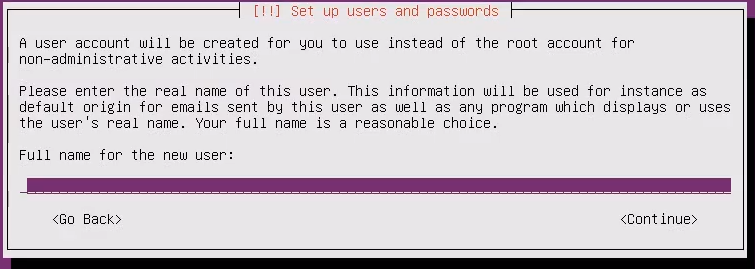 [!!] Set up users and passwords
A user account will be created for you to use instead of the root account for
non-administrative activities.
Please enter the real name of this user. This information will be used for instance as
default origin for emails sent by this user as well as any program which displays or uses
the user's real name. Your full name is a reasonable choice.
Full name for the new user:
<Go Back> <Continue>